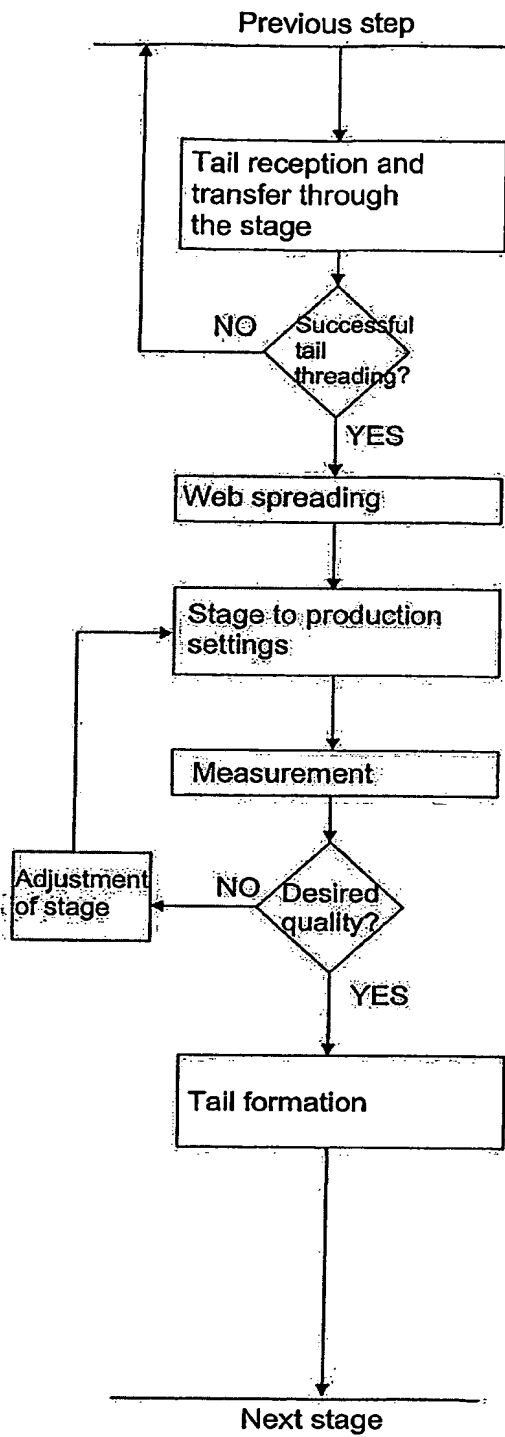 Previous step
Tail reception and
transfer through
the stage
NO
Successful
tail
threading?
YES
Web spreading
Stage to production
settings
Measurement
Adjustment
of stage
NO
Desired
quality?
YES
Tail formation
Next stage